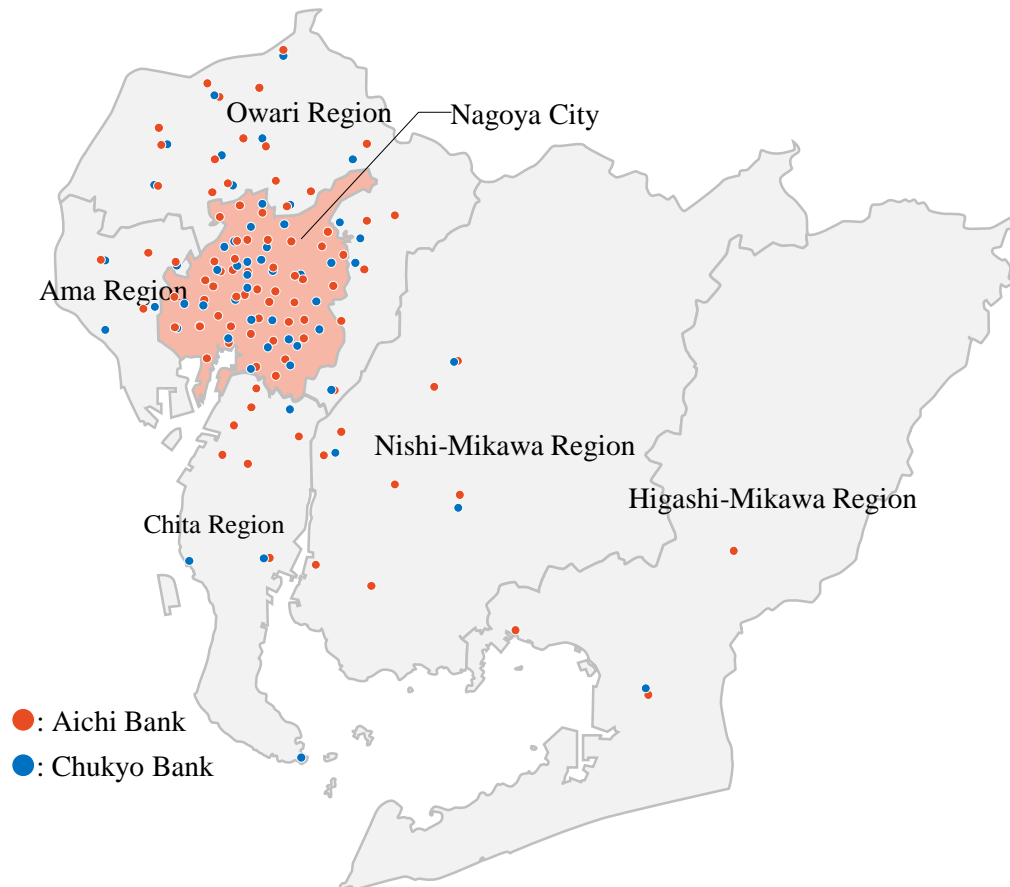 Owari Region
Nagoya City
Ama Region
Nishi-Mikawa Region
Higashi-Mikawa Region
Chita Region
: Aichi Bank
: Chukyo Bank